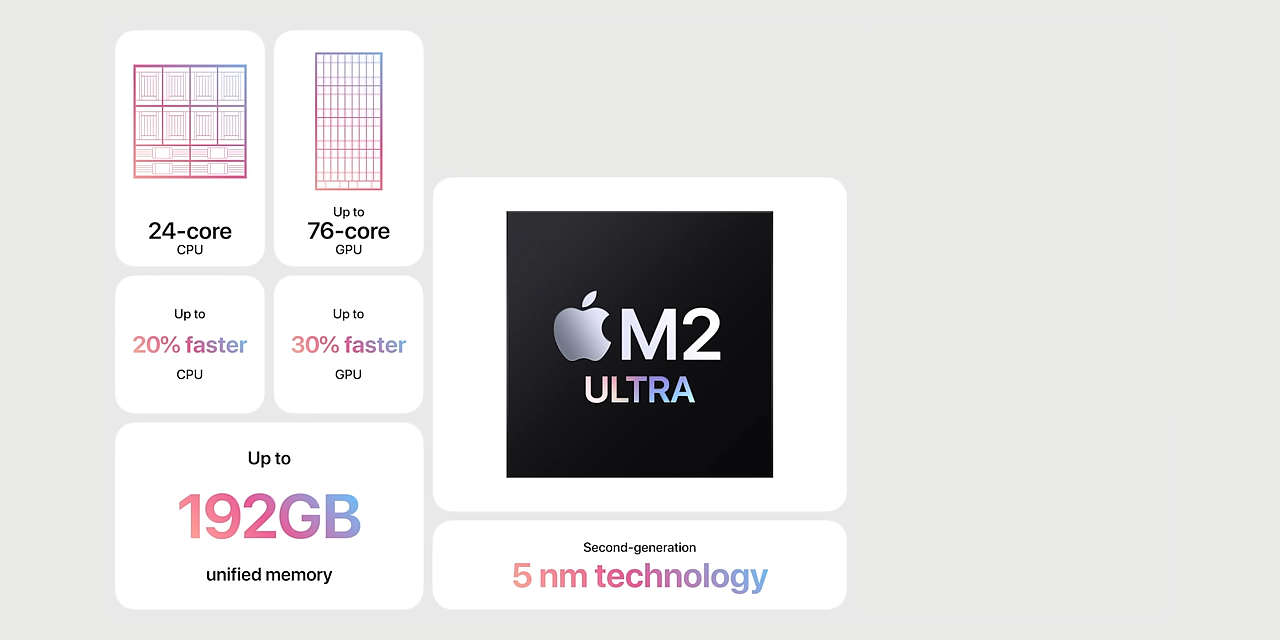 24-core
CPU
Up to
76-core
GPU
Up to
20% faster
CPU
Up to
30% faster
GPU
Up to
192GB
unified memory
M2
ULTRA
Second-generation
5 nm technology